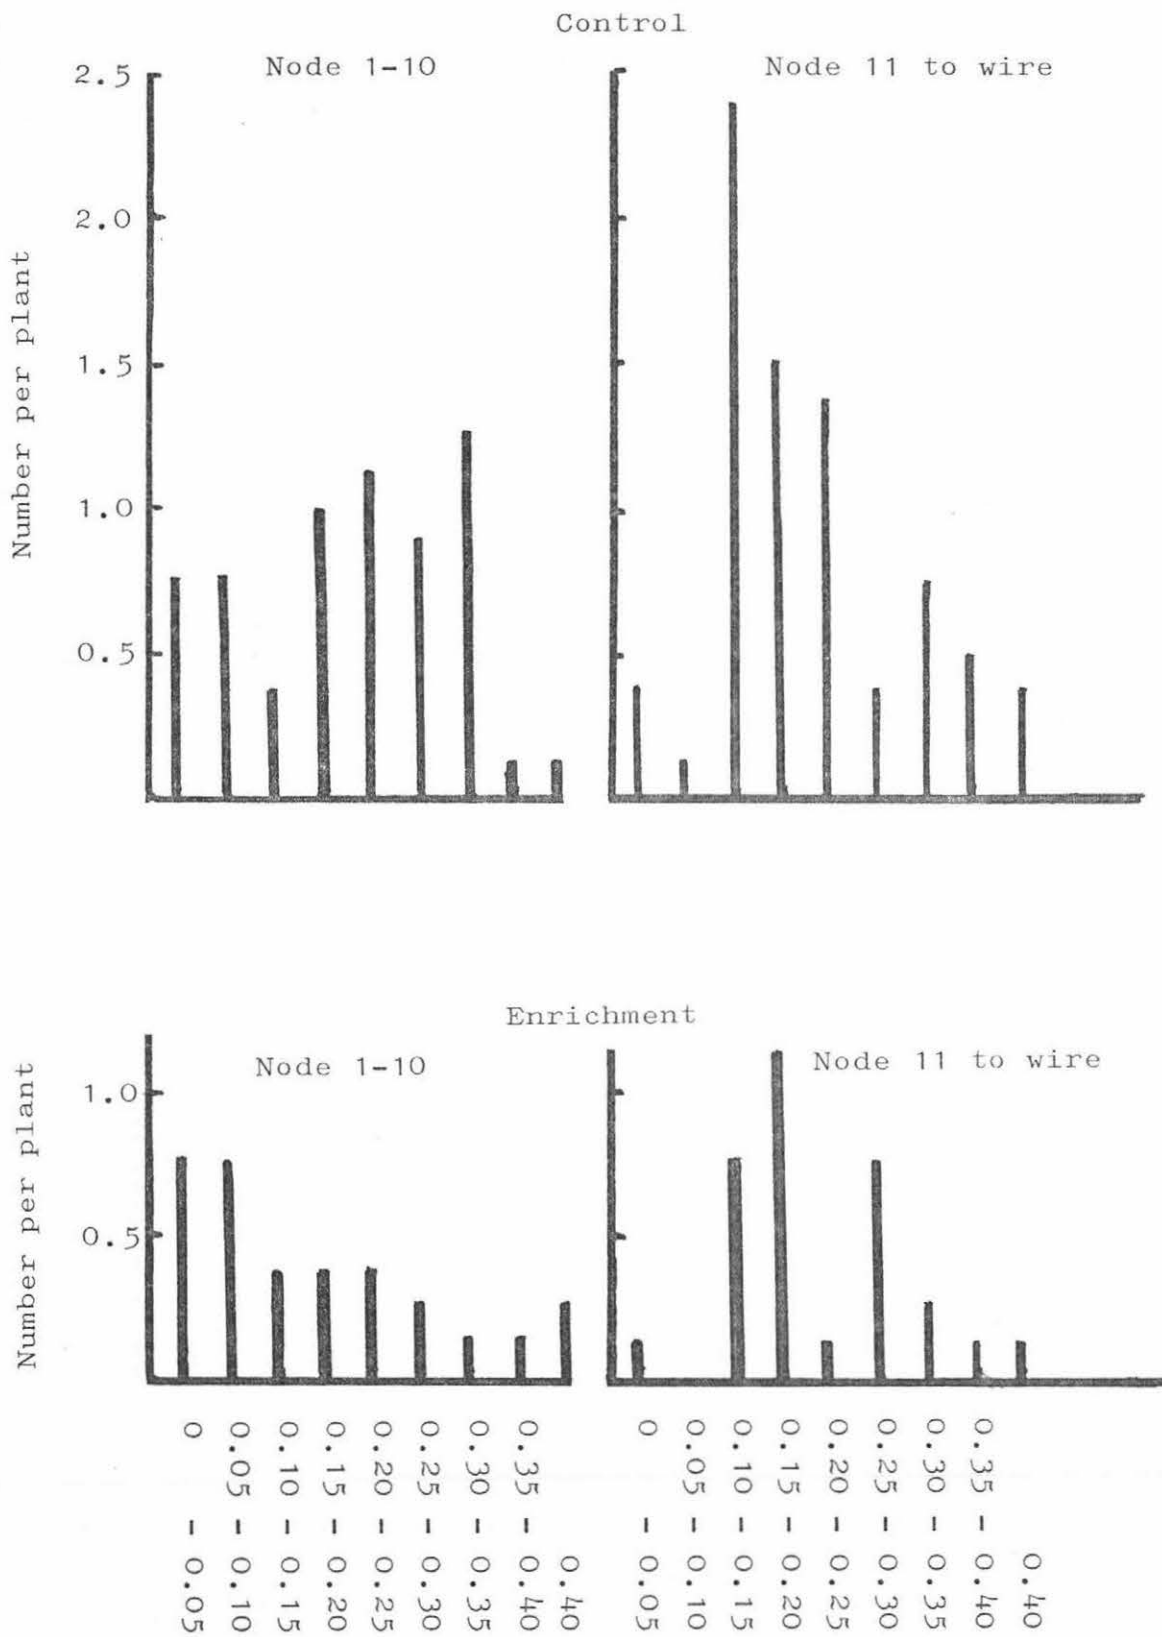 Control
Node 1-10
Node 11 to wire
Number per plant
2.5
2.0
1.5
1.0
0.5
Enrichment
Node 1-10
Node 11 to wire
Number per plant
1.0
0.5
0 - 0.05
0.05 - 0.10
0.10 - 0.15
0.15 - 0.20
0.20 - 0.25
0.25 - 0.30
0.30 - 0.35
0.35 - 0.40
0.40
0 - 0.05
0.05 - 0.10
0.10 - 0.15
0.15 - 0.20
0.20 - 0.25
0.25 - 0.30
0.30 - 0.35
0.35 - 0.40
0.40